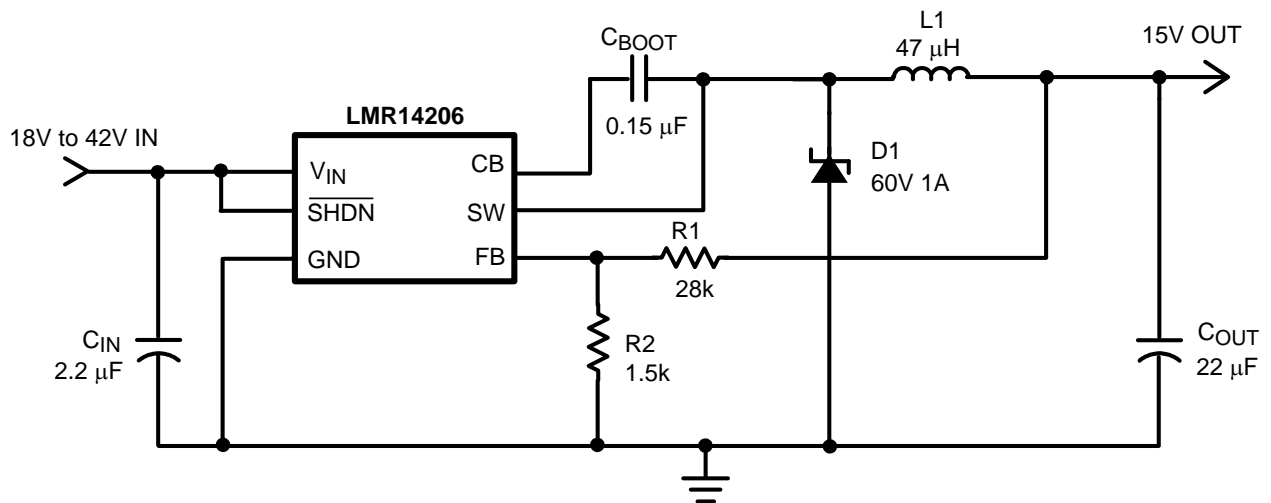 L1
47 μH
15V OUT
CBOOT
0.15 μF
LMR14206
18V to 42V IN
VIN
CB
D1
60V 1A
SHDN
SW
R1
28k
GND
FB
CIN
2.2 μF
R2
1.5k
COUT
22 μF